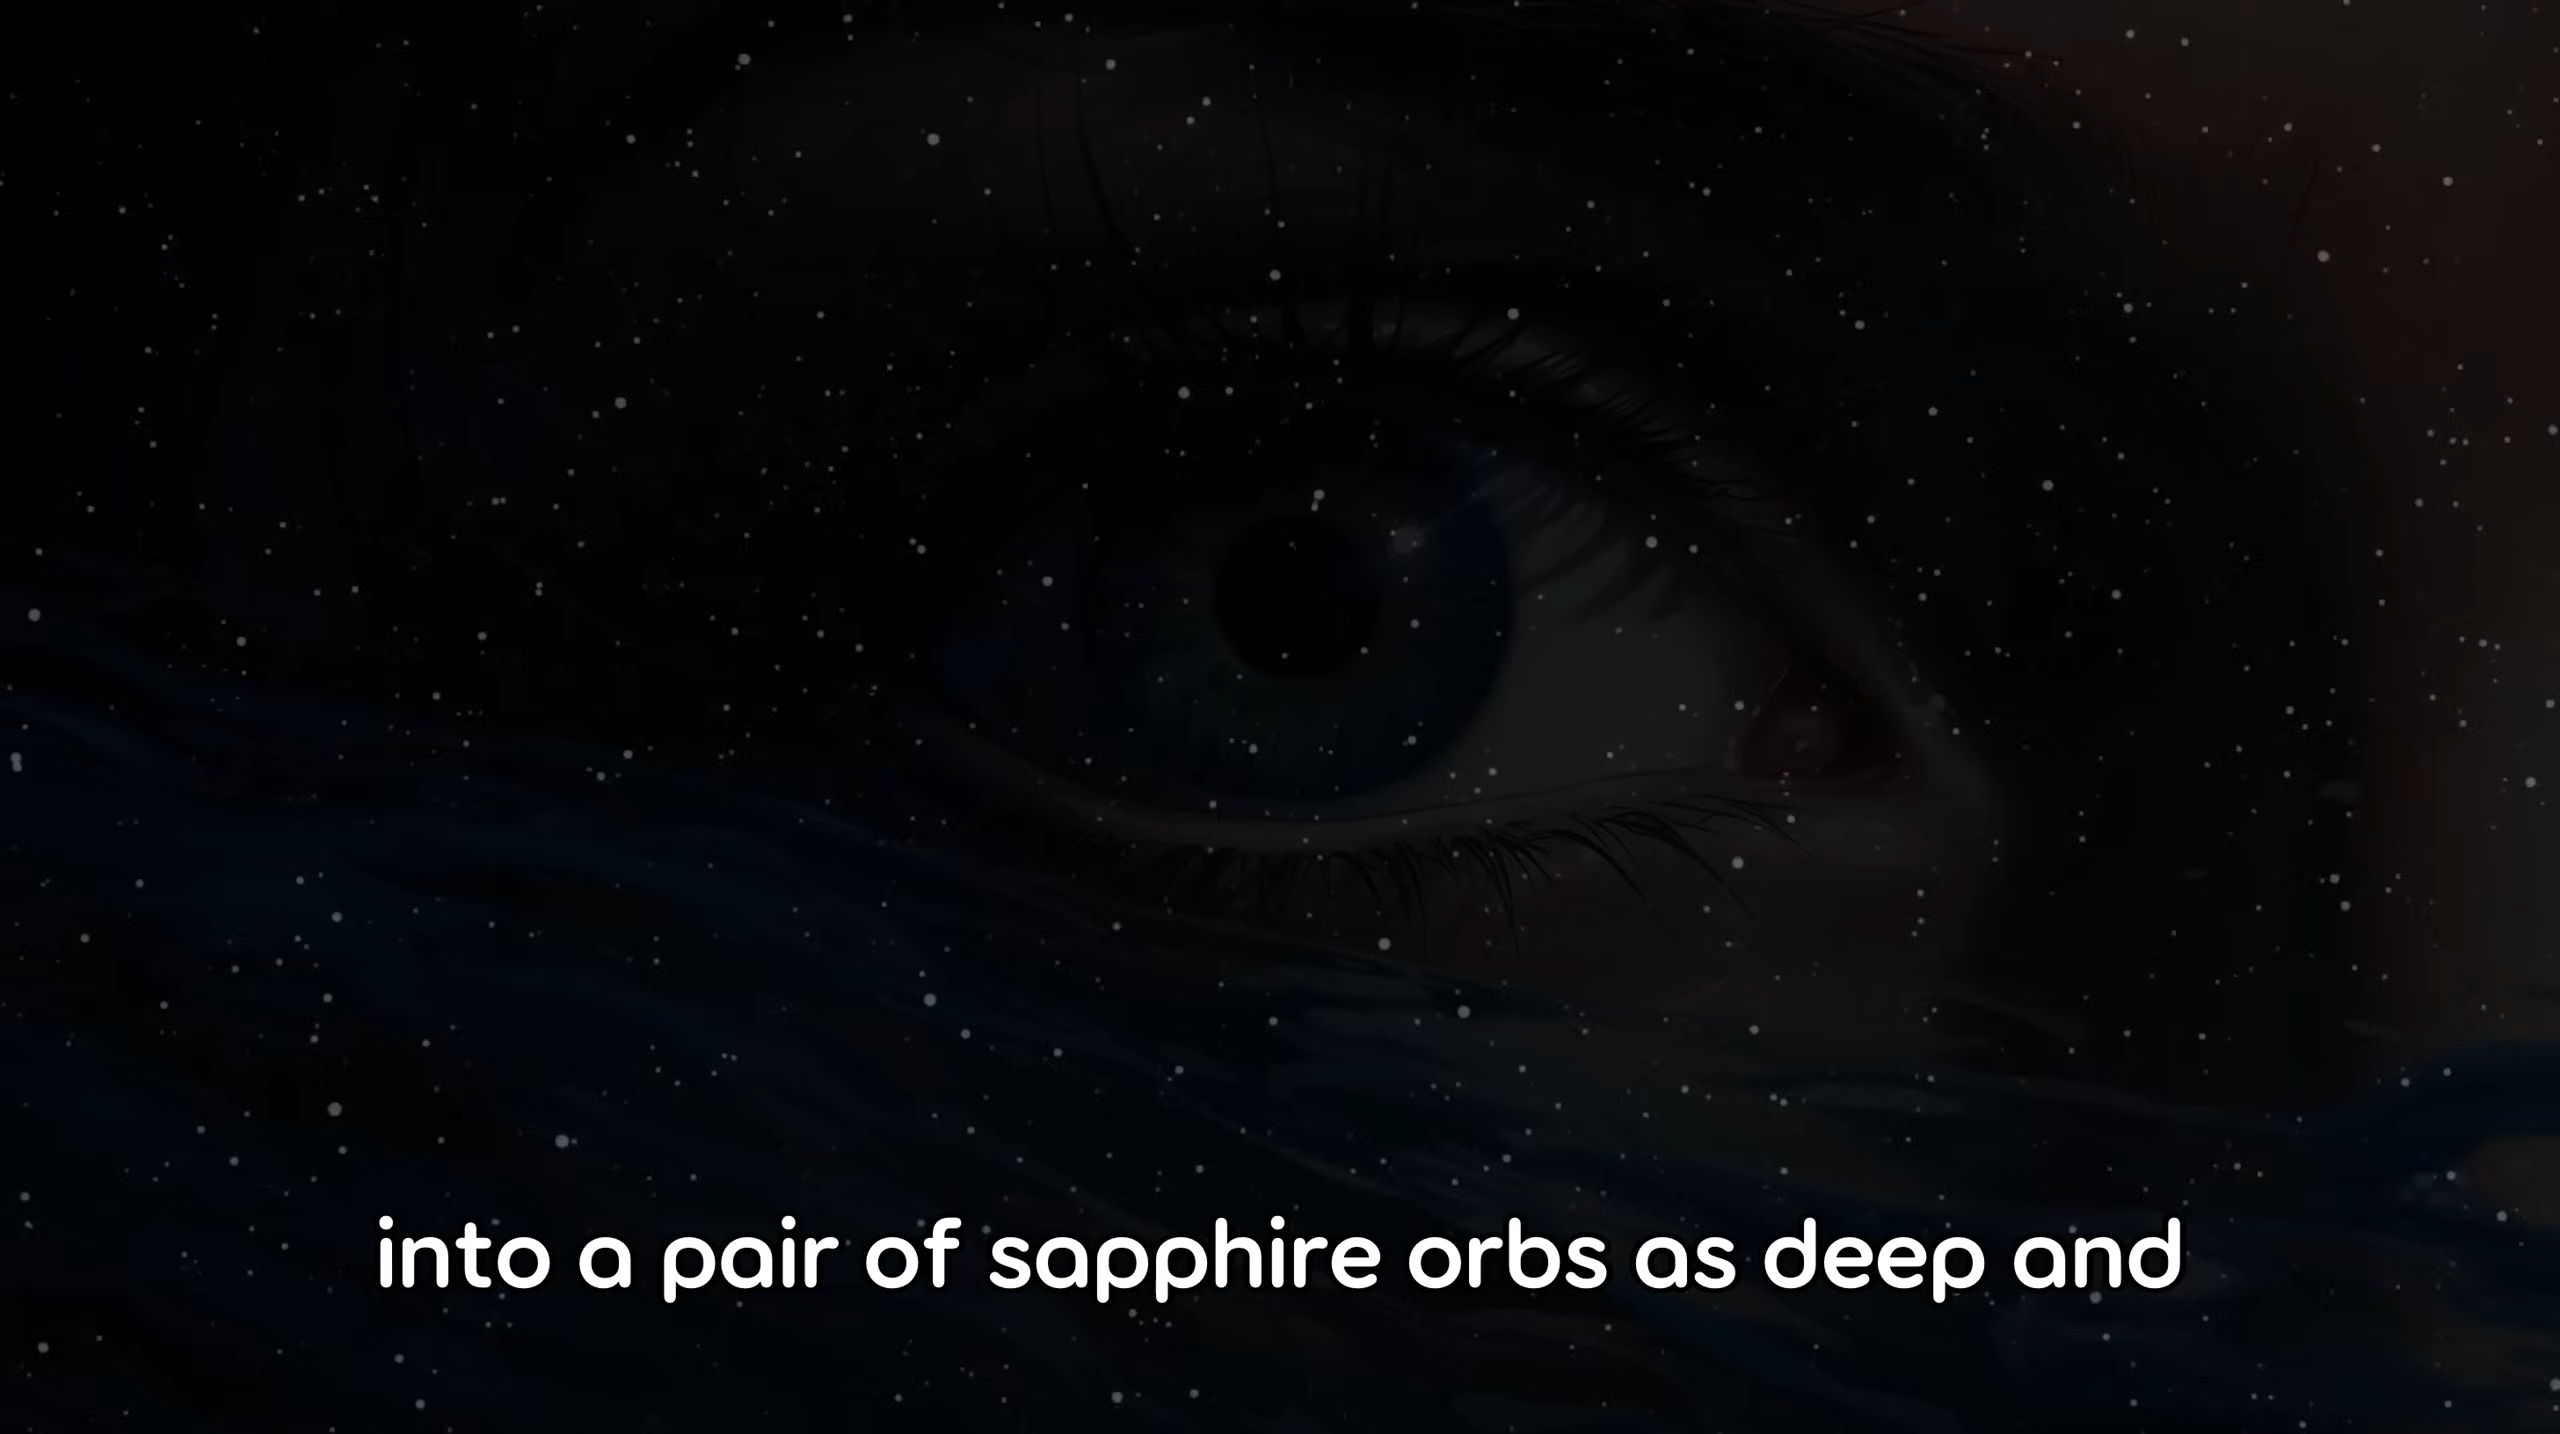 into a pair of sapphire orbs as deep and